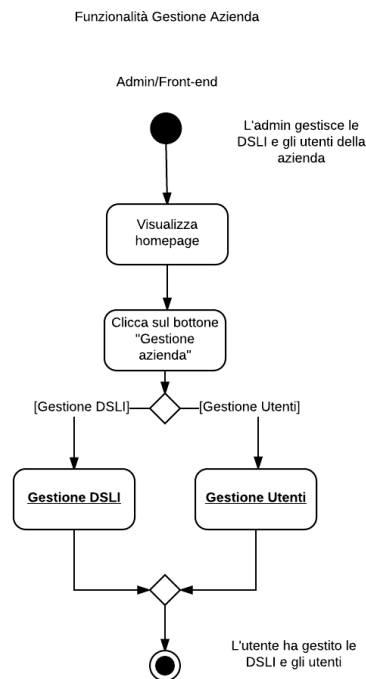 Funzionalità Gestione Azienda
Admin/Front-end
L'admin gestisce le
DSLI e gli utenti della
azienda
Visualizza
homepage
Clicca sul bottone
"Gestione
azienda"
[Gestione DSLI]
[Gestione Utenti]
Gestione DSLI
Gestione Utenti
L'utente ha gestito le
DSLI e gli utenti